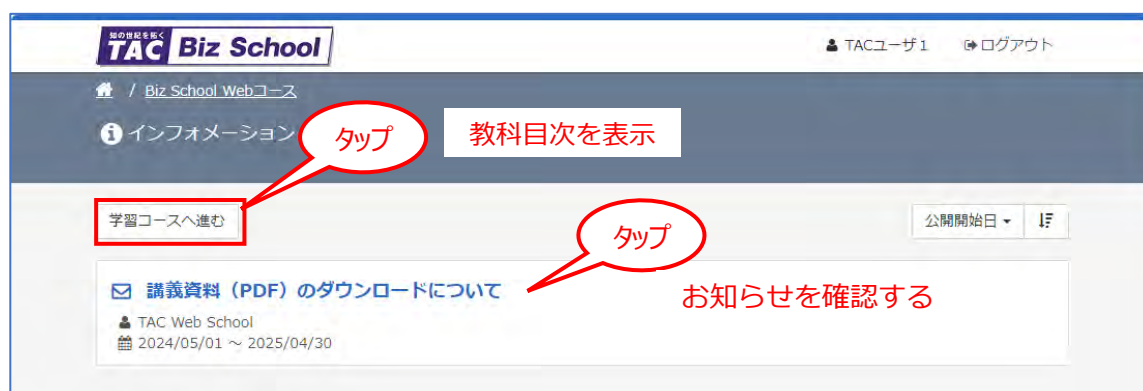 知の世紀を拓く
TAC Biz School
TACユーザ1 ログアウト
/ Biz School Webコース
インフォメーション
タップ
教科目次を表示
学習コースへ進む
公開開始日
タップ
講義資料（PDF）のダウンロードについて
お知らせを確認する
TAC Web School
2024/05/01 ～ 2025/04/30